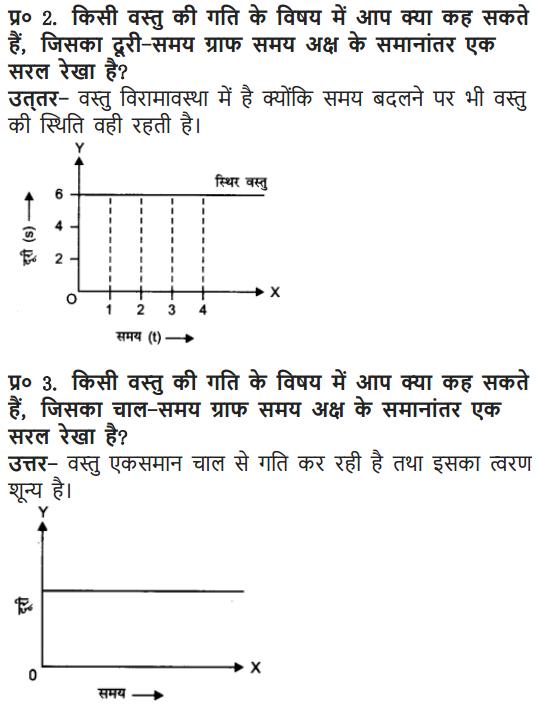 प्र० 2. किसी वस्तु की गति के विषय में आप क्या कह सकते
हैं, जिसका दूरी-समय ग्राफ समय अक्ष के समानांतर एक
सरल रेखा है?
उत्तर- वस्तु विरामावस्था में है क्योंकि समय बदलने पर भी वस्तु
की स्थिति वही रहती है।
Y
स्थिर वस्तु
6
4
2
दूरी (s)
O
X
1 2 3 4
समय (t)
प्र० 3. किसी वस्तु की गति के विषय में आप क्या कह सकते
हैं, जिसका चाल-समय ग्राफ समय अक्ष के समानांतर एक
सरल रेखा है?
उत्तर- वस्तु एकसमान चाल से गति कर रही है तथा इसका त्वरण
शून्य है।
Y
दूरी
0
X
समय